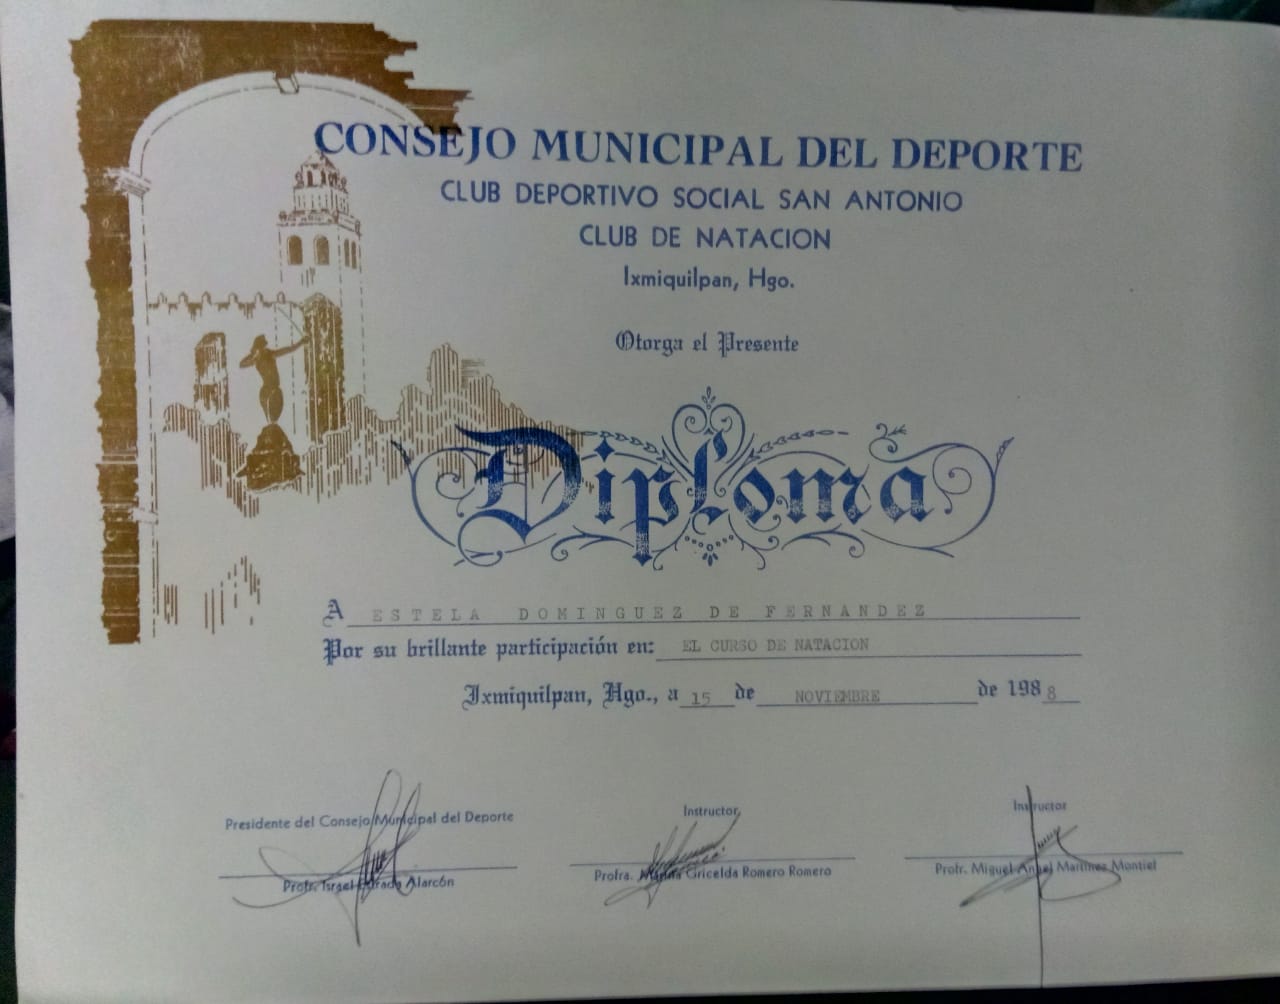 CONSEJO MUNICIPAL DEL DEPORTE
CLUB DEPORTIVO SOCIAL SAN ANTONIO
CLUB DE NATACION
Ixmiquilpan, Hgo.
Otorga el Presente
Diploma
A ESTELA DOMINGUEZ DE FERNANDEZ
Por su brillante participación en: EL CURSO DE NATACION
Ixmiquilpan, Hgo., a 15 de NOVIEMBRE de 1988
Presidente del Consejo Municipal del Deporte
Profr. Israel Alarcón
Instructor
Profra. Gricelda Romero Romero
Instructor
Profr. Miguel Angel Martínez Montiel